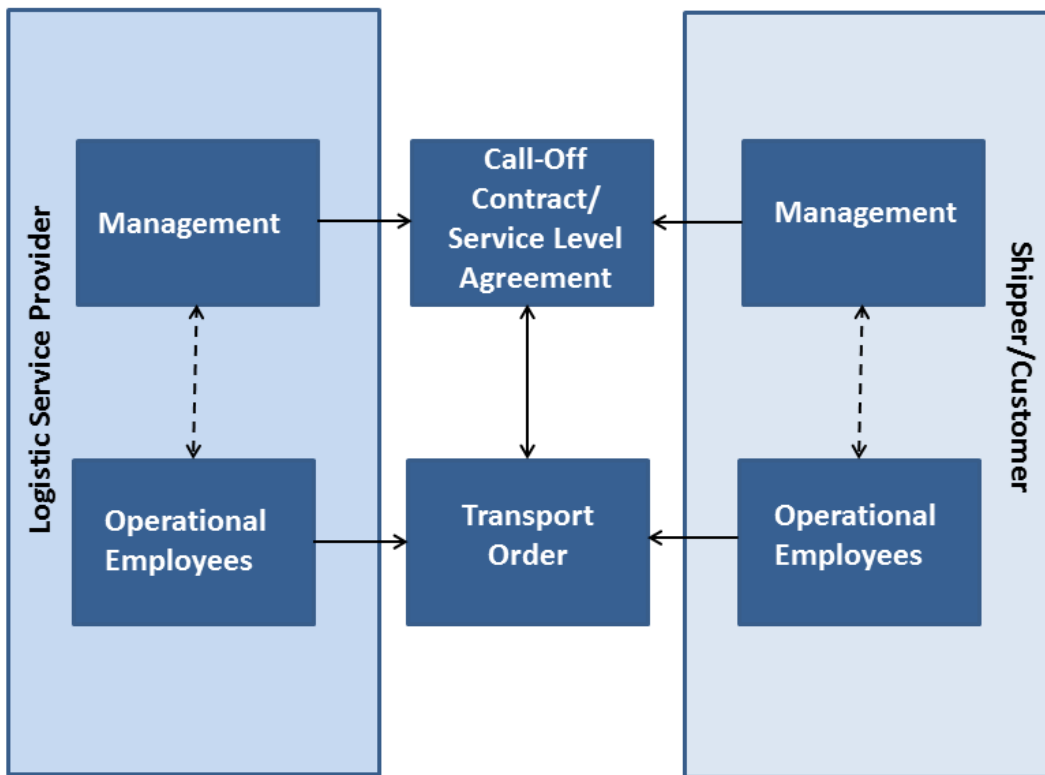 Logistic Service Provider
Management
Call-Off
Contract/
Service Level
Agreement
Management
Shipper/Customer
Operational
Employees
Transport
Order
Operational
Employees